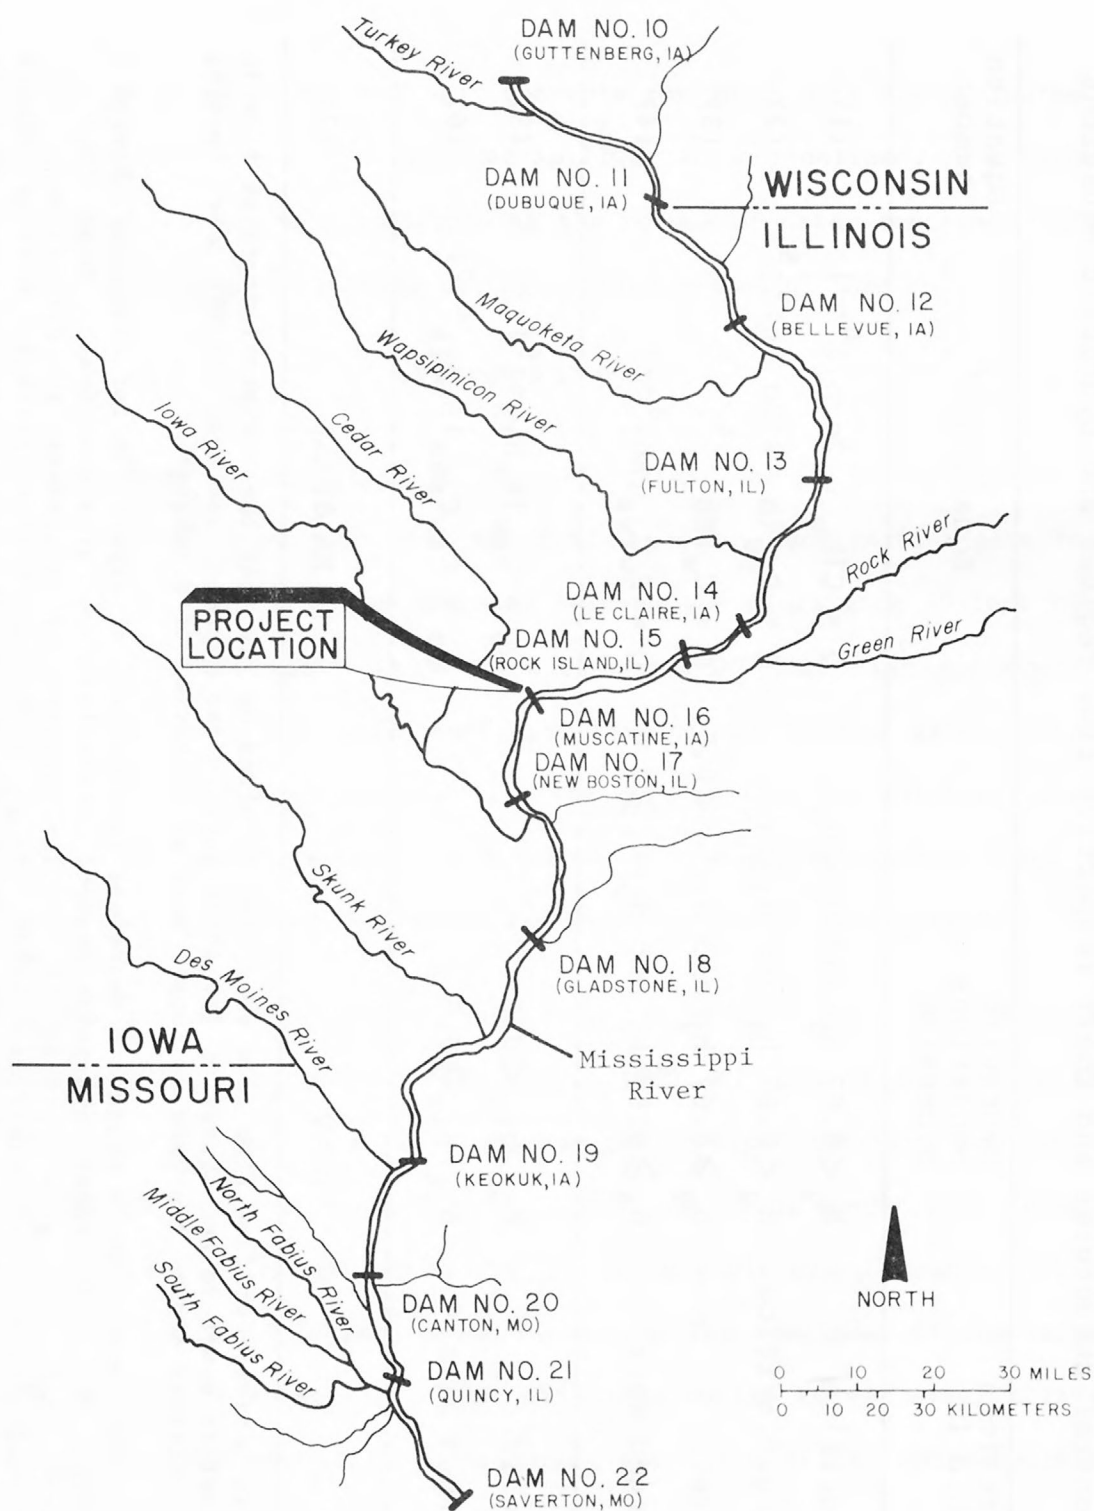 DAM NO. 10
(GUTTENBERG, IA)
Turkey River
DAM NO. 11
(DUBUQUE, IA)
WISCONSIN
ILLINOIS
DAM NO. 12
(BELLEVUE, IA)
Maquoketa River
Wapsipinicon River
Cedar River
Iowa River
DAM NO. 13
(FULTON, IL)
Rock River
Green River
DAM NO. 14
(LE CLAIRE, IA)
DAM NO. 15
(ROCK ISLAND, IL)
PROJECT
LOCATION
DAM NO. 16
(MUSCATINE, IA)
DAM NO. 17
(NEW BOSTON, IL)
Skunk River
DAM NO. 18
(GLADSTONE, IL)
Des Moines River
IOWA
MISSOURI
Mississippi
River
DAM NO. 19
(KEOKUK, IA)
North Fabius River
Middle Fabius River
South Fabius River
DAM NO. 20
(CANTON, MO)
DAM NO. 21
(QUINCY, IL)
DAM NO. 22
(SAVERTON, MO)
NORTH
0 10 20 30 MILES
0 10 20 30 KILOMETERS